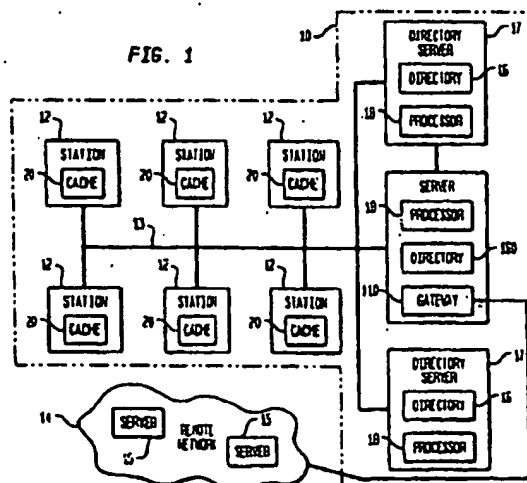 FIG. 1
10
17
DIRECTORY
SERVER
DIRECTORY
16
18
PROCESSOR
12
STATION
20
CACHE
12
STATION
20
CACHE
12
STATION
20
CACHE
SERVER
19
PROCESSOR
DIRECTORY
160
110
GATEWAY
13
12
STATION
20
CACHE
12
STATION
20
CACHE
12
STATION
20
CACHE
17
DIRECTORY
SERVER
DIRECTORY
16
18
PROCESSOR
14
SERVER
15
REMOTE
NETWORK
15
SERVER